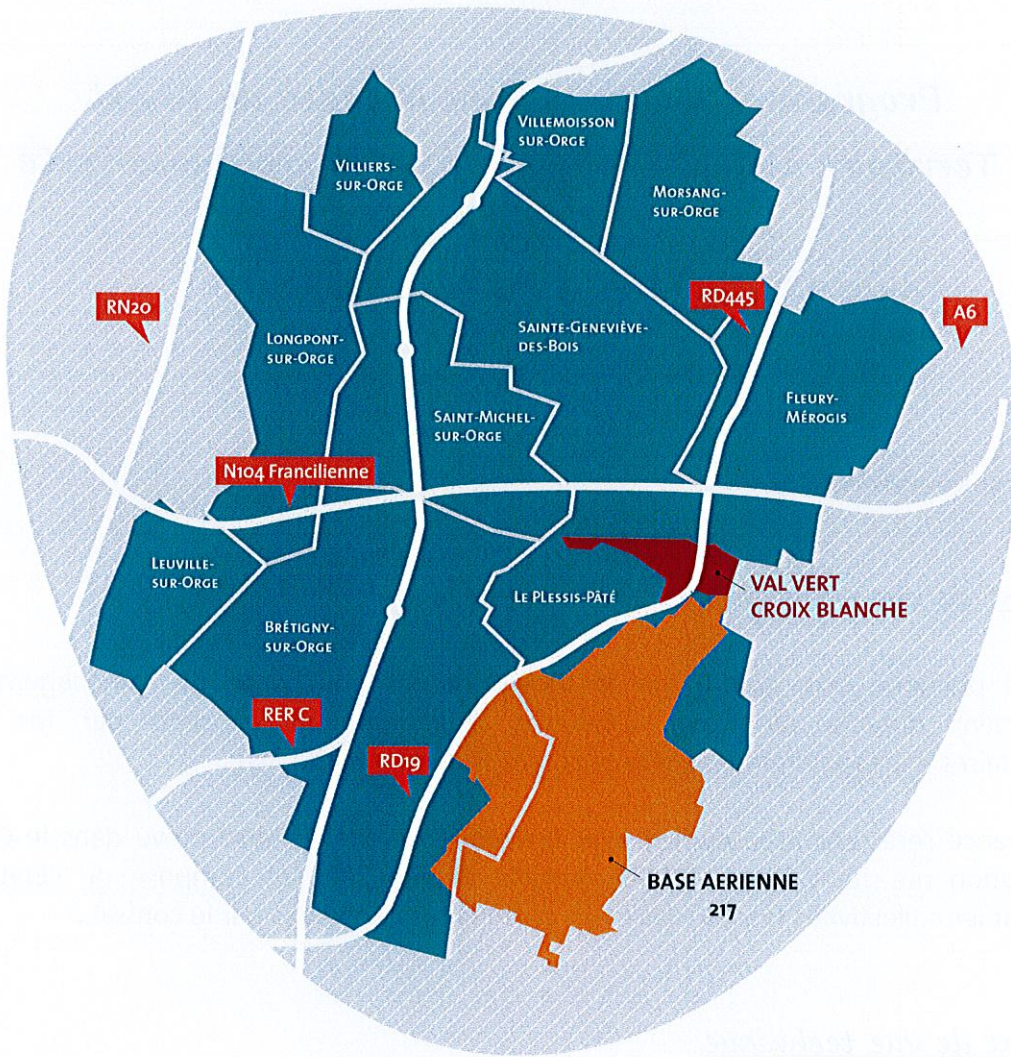 VILLEMOISSON
SUR-ORGE
VILLIERS-
SUR-ORGE
MORSANG-
SUR-ORGE
RN20
RD445
A6
LONGPONT-
SUR-ORGE
SAINTE-GENEVIÈVE-
DES-BOIS
FLEURY-
MÉROGIS
SAINT-MICHEL-
SUR-ORGE
N104 Francilienne
LEUVILLE-
SUR-ORGE
LE PLESSIS-PÂTÉ
VAL VERT
CROIX BLANCHE
BRÉTIGNY-
SUR-ORGE
RER C
RD19
BASE AERIENNE
217